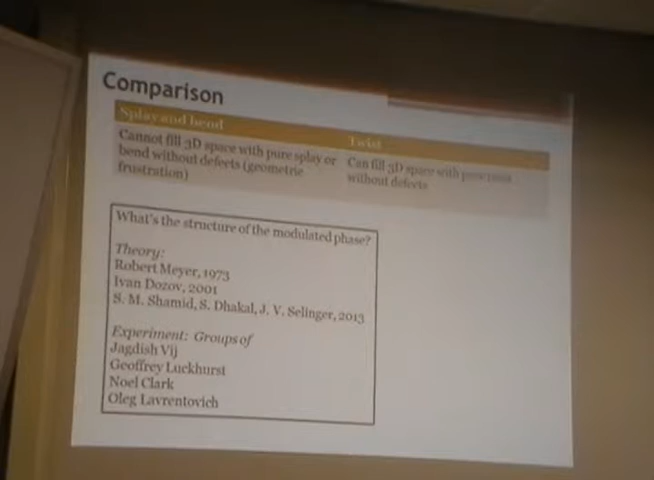 Comparison
Splay and bend
Twist
Cannot fill 3D space with pure splay or
bend without defects (geometric
frustration)
Can fill 3D space with pure twist
without defects
What's the structure of the modulated phase?
Theory:
Robert Meyer, 1973
Ivan Dozov, 2001
S. M. Shamid, S. Dhakal, J. V. Selinger, 2013
Experiment: Groups of
Jagdish Vij
Geoffrey Luckhurst
Noel Clark
Oleg Lavrentovich